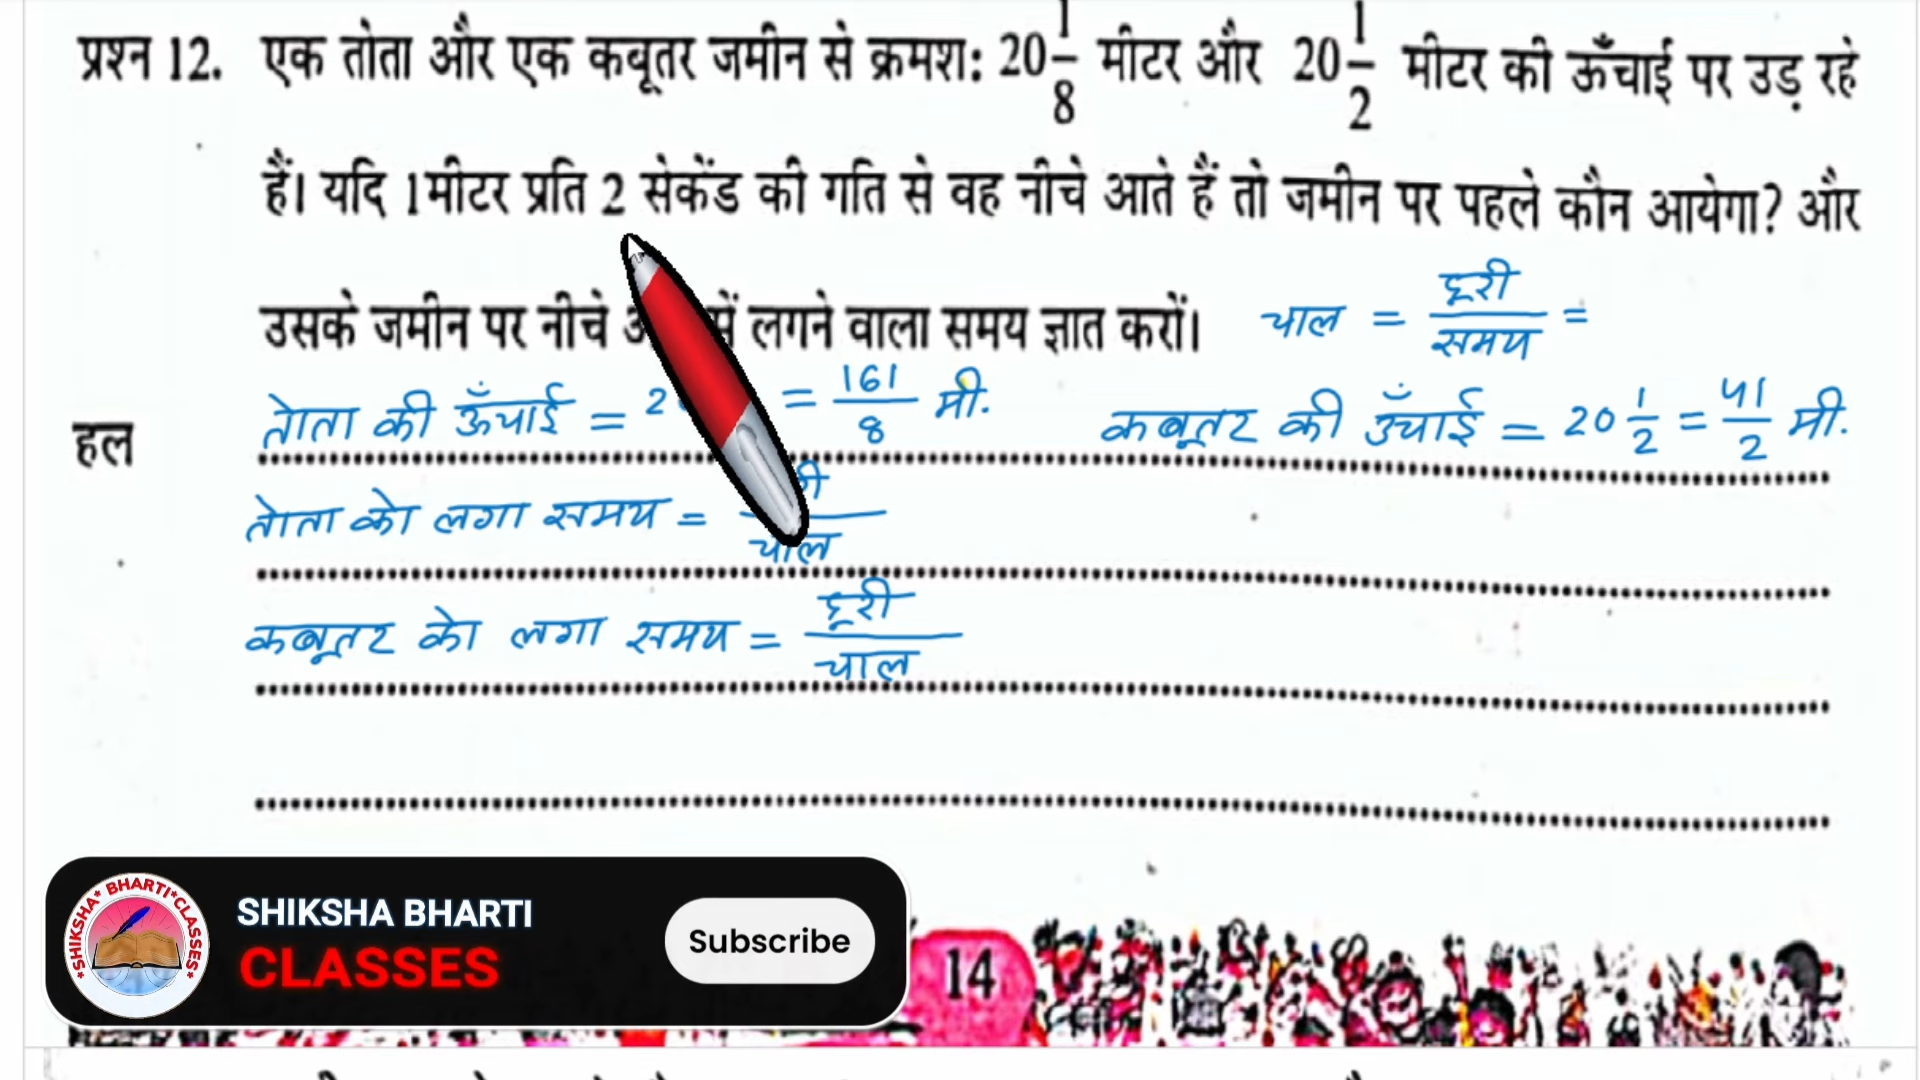 प्रश्न 12. एक तोता और एक कबूतर जमीन से क्रमश: 20 1/8 मीटर और 20 1/2 मीटर की ऊँचाई पर उड़ रहे
हैं। यदि 1मीटर प्रति 2 सेकेंड की गति से वह नीचे आते हैं तो जमीन पर पहले कौन आयेगा? और
उसके जमीन पर नीचे में लगने वाला समय ज्ञात करों।
चाल = दूरी/समय =
हल
तोता की ऊँचाई = 2 = 161/8 मी.
कबूतर की उँचाई = 20 1/2 = 41/2 मी.
तोता को लगा समय = चाल
कबूतर को लगा समय = दूरी/चाल
SHIKSHA BHARTI
CLASSES
Subscribe
*SHIKSHA*BHARTI*CLASSES*
14